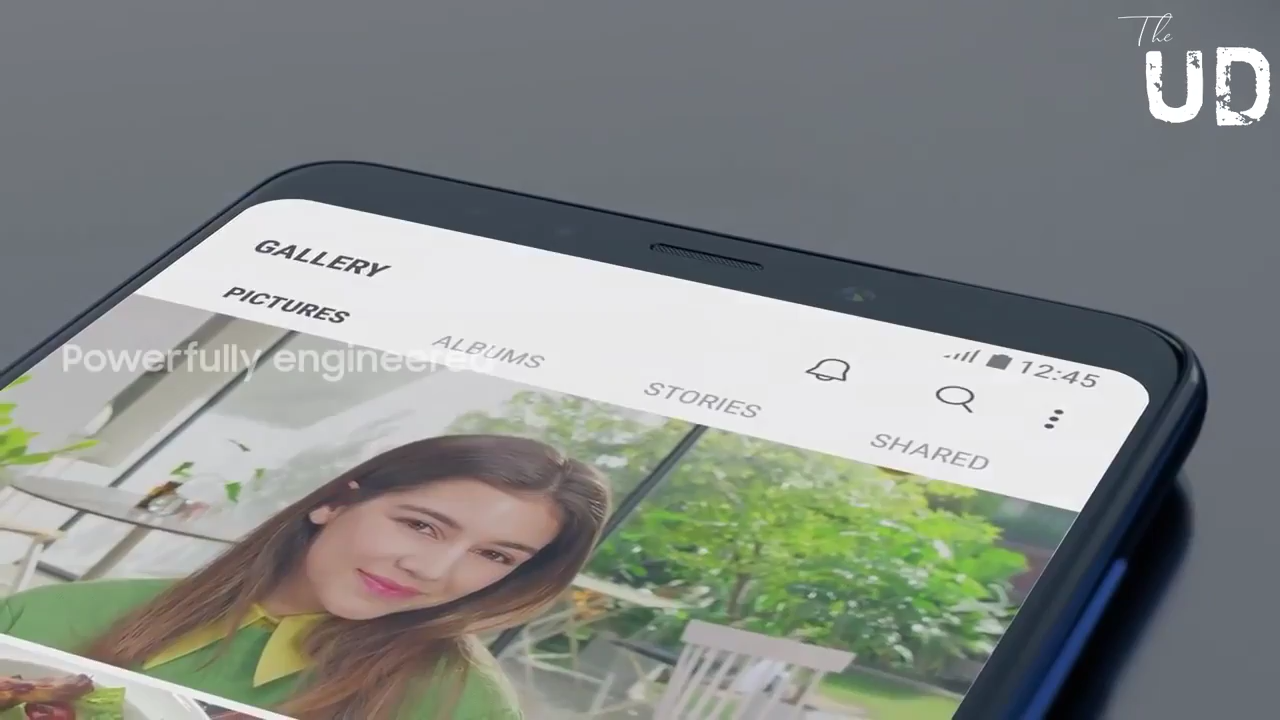 The
UD
GALLERY
PICTURES
ALBUMS
STORIES
SHARED
12:45
Powerfully engineered